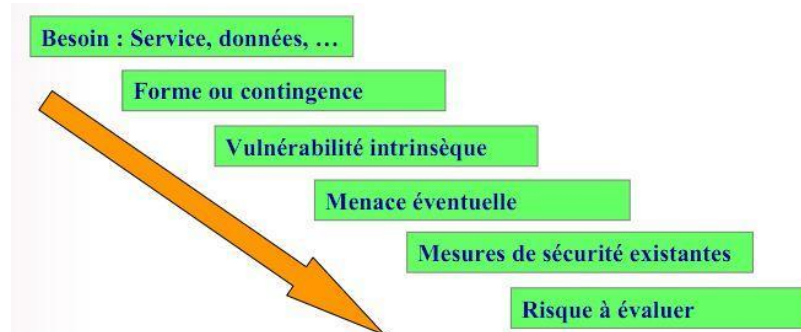 Besoin : Service, données, …
Forme ou contingence
Vulnérabilité intrinsèque
Menace éventuelle
Mesures de sécurité existantes
Risque à évaluer